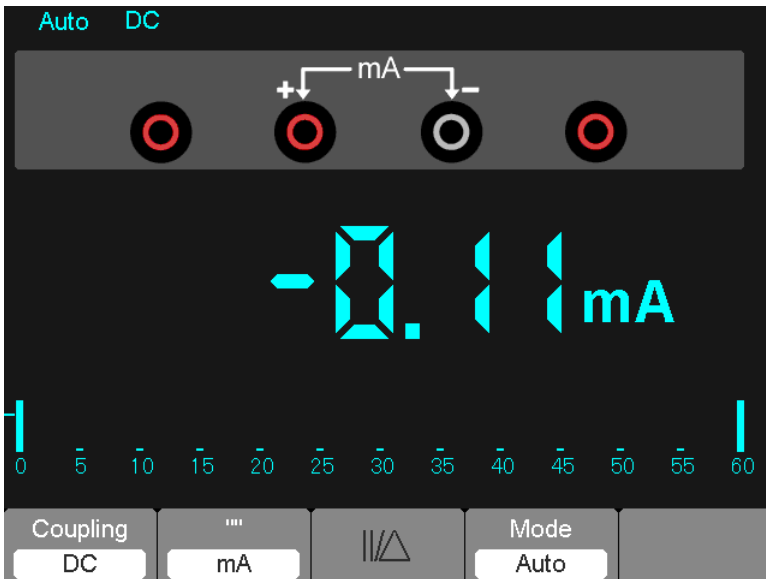 Auto DC
mA
+ -
-0.11 mA
0 5 10 15 20 25 30 35 40 45 50 55 60
Coupling "" ||/△ Mode
DC mA Auto